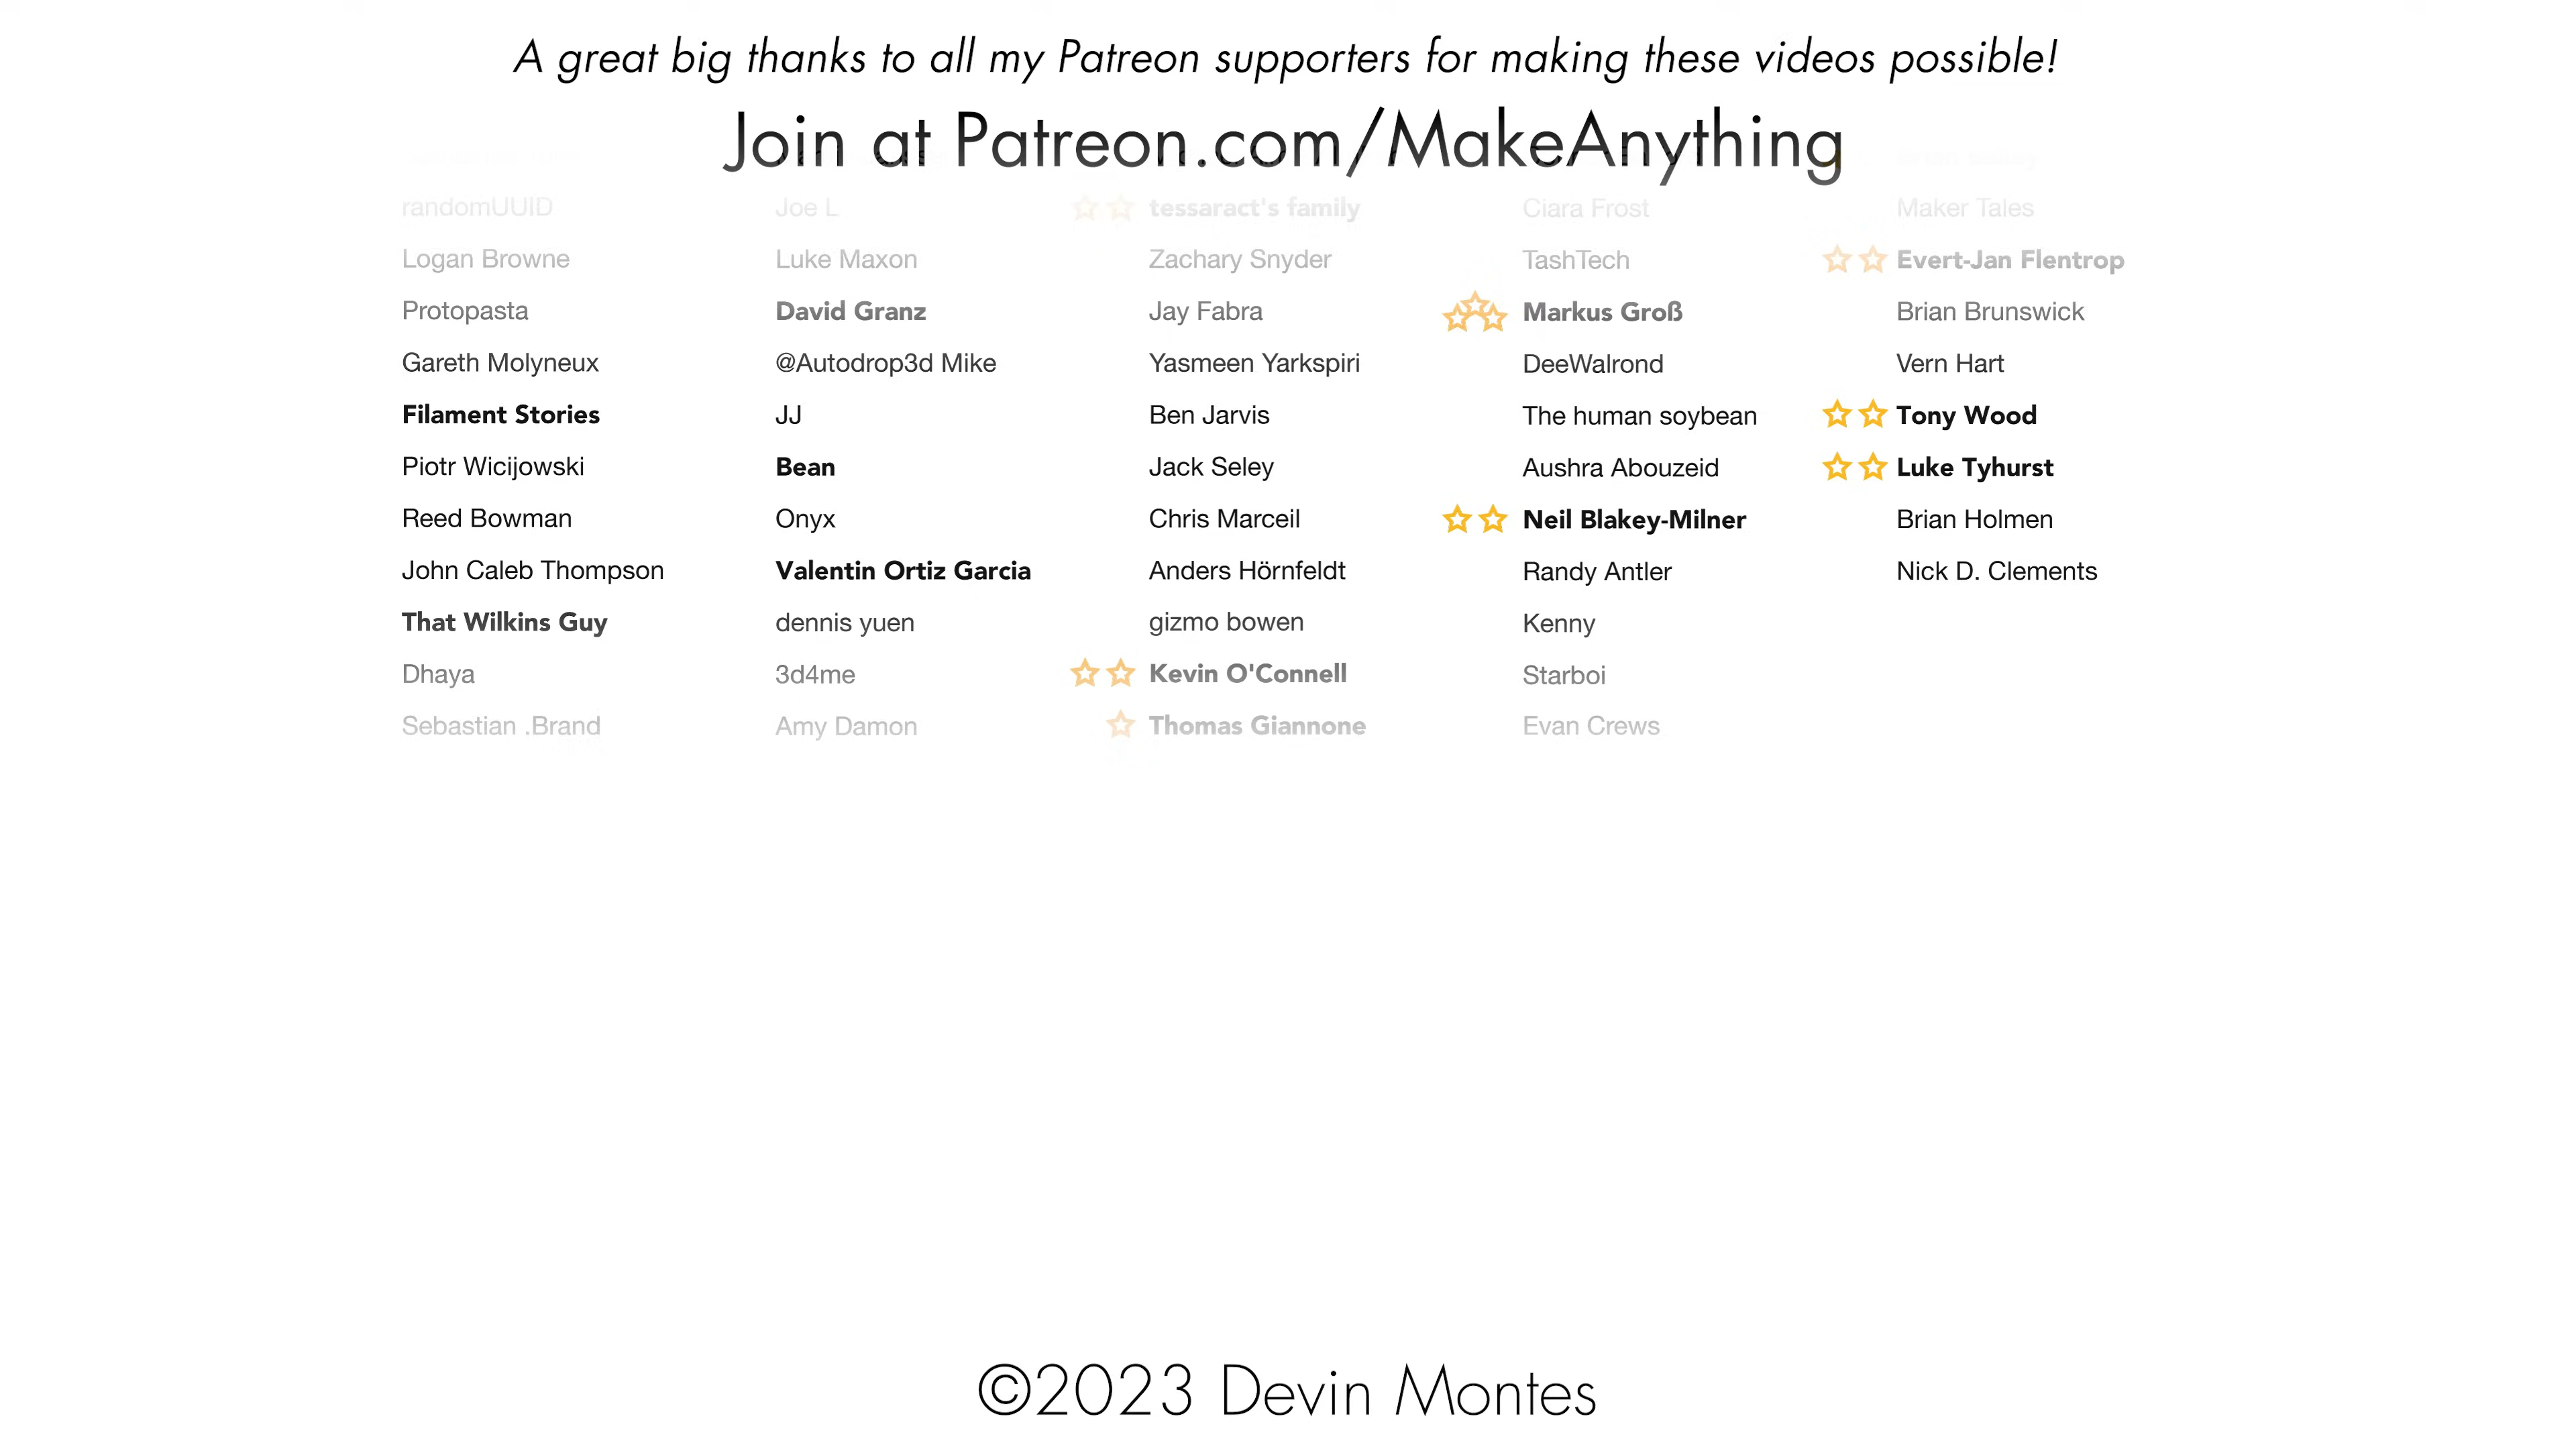 A great big thanks to all my Patreon supporters for making these videos possible!
Join at Patreon.com/MakeAnything
randomUUID
Logan Browne
Protopasta
Gareth Molyneux
Filament Stories
Piotr Wicijowski
Reed Bowman
John Caleb Thompson
That Wilkins Guy
Dhaya
Sebastian .Brand
Joe L
Luke Maxon
David Granz
@Autodrop3d Mike
JJ
Bean
Onyx
Valentin Ortiz Garcia
dennis yuen
3d4me
Amy Damon
tessaract's family
Zachary Snyder
Jay Fabra
Yasmeen Yarkspiri
Ben Jarvis
Jack Seley
Chris Marceil
Anders Hörnfeldt
gizmo bowen
Kevin O'Connell
Thomas Giannone
Ciara Frost
TashTech
Markus Groß
DeeWalrond
The human soybean
Aushra Abouzeid
Neil Blakey-Milner
Randy Antler
Kenny
Starboi
Evan Crews
Maker Tales
Evert-Jan Flentrop
Brian Brunswick
Vern Hart
Tony Wood
Luke Tyhurst
Brian Holmen
Nick D. Clements
©2023 Devin Montes